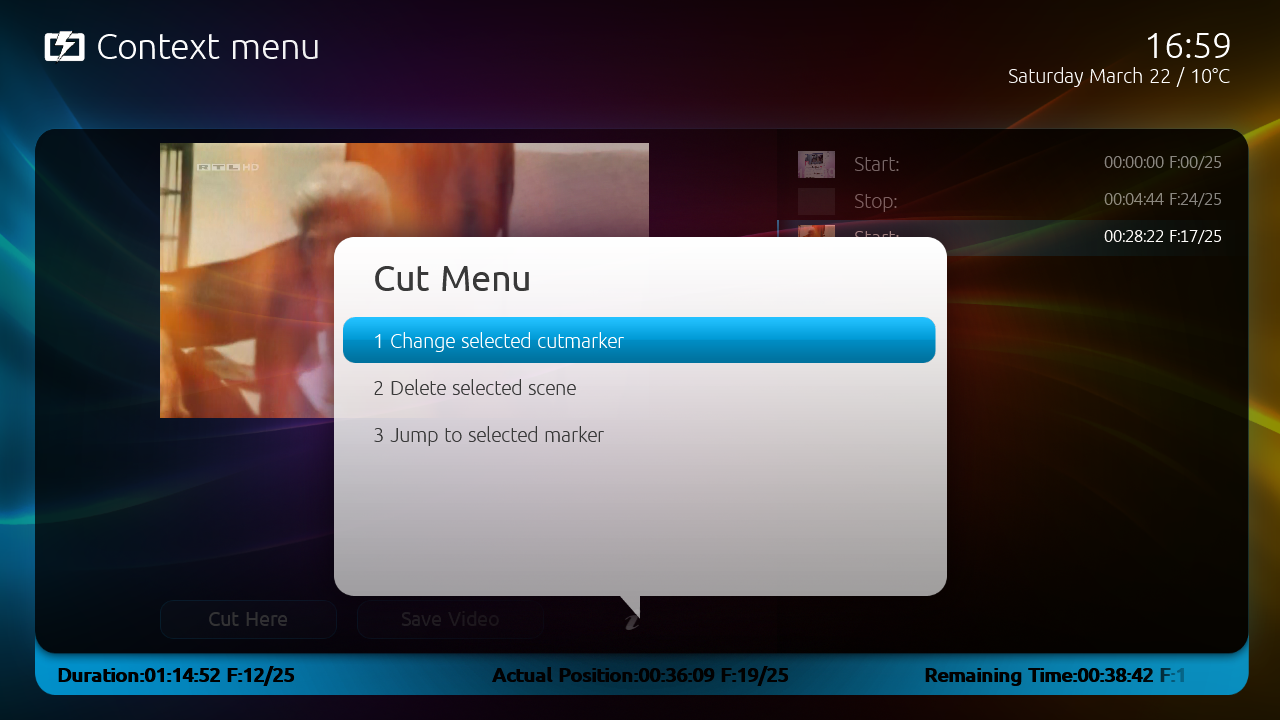 Context menu
16:59
Saturday March 22 / 10°C
RTL HD
Start: 00:00:00 F:00/25
Stop: 00:04:44 F:24/25
Start: 00:28:22 F:17/25
Cut Menu
1 Change selected cutmarker
2 Delete selected scene
3 Jump to selected marker
Cut Here
Save Video
i
Duration:01:14:52 F:12/25
Actual Position:00:36:09 F:19/25
Remaining Time:00:38:42 F:1